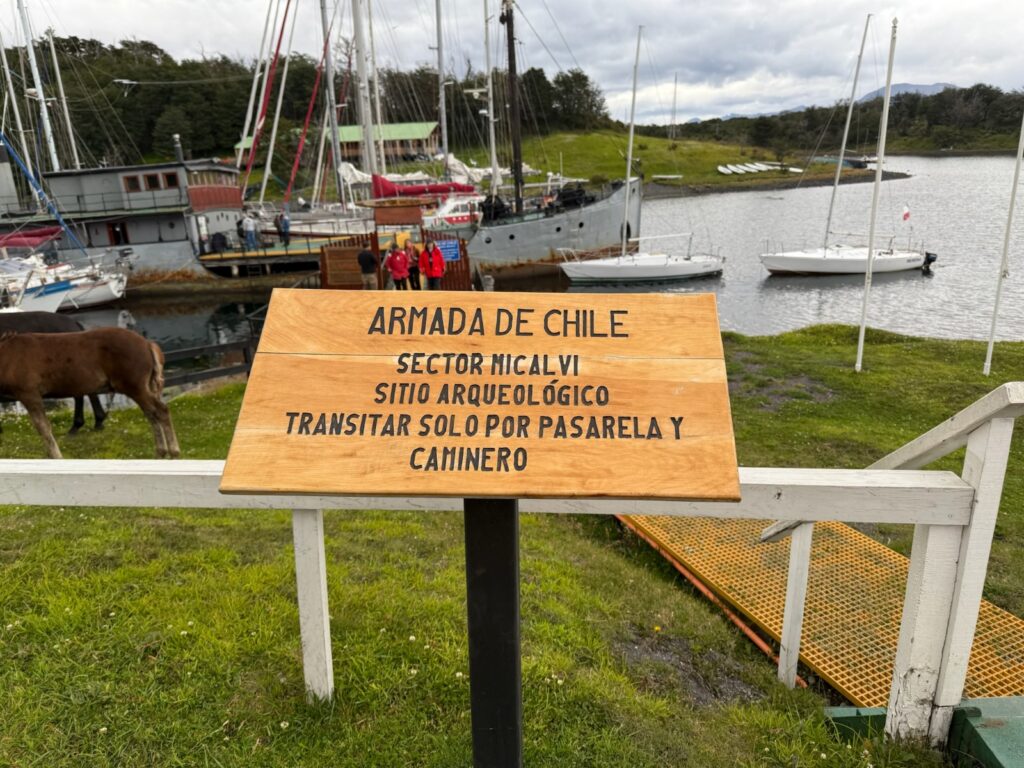 ARMADA DE CHILE
SECTOR MICALVI
SITIO ARQUEOLÓGICO
TRANSITAR SOLO POR PASARELA Y
CAMINERO